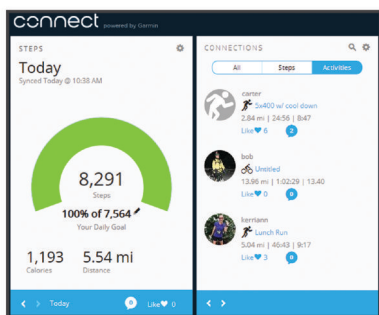 connect powered by Garmin
STEPS
Today
Synced Today @ 10:38 AM
8,291
Steps
100% of 7,564
Your Daily Goal
1,193
Calories
5.54 mi
Distance
Today
0
Like 0
CONNECTIONS
All Steps Activities
carter
5x400 w/ cool down
2.84 mi | 24:56 | 8:47
Like 6 2
bob
Untitled
13.96 mi | 1:02:29 | 13.40
Like 0 0
kerriann
Lunch Run
5.04 mi | 46:43 | 9:17
Like 3 0